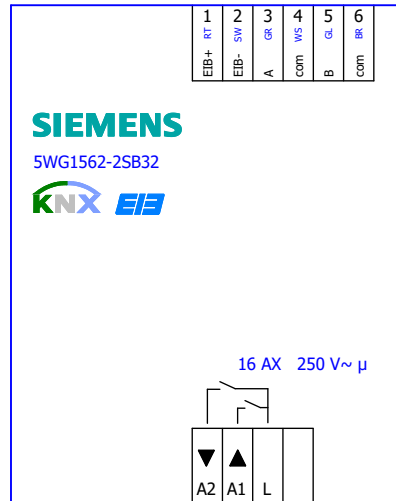 1 2 3 4 5 6
RT SW GR WS GL BR
EIB+ EIB- A com B com
SIEMENS
5WG1562-2SB32
KNX EIB
16 AX 250 V~ µ
A2 A1 L